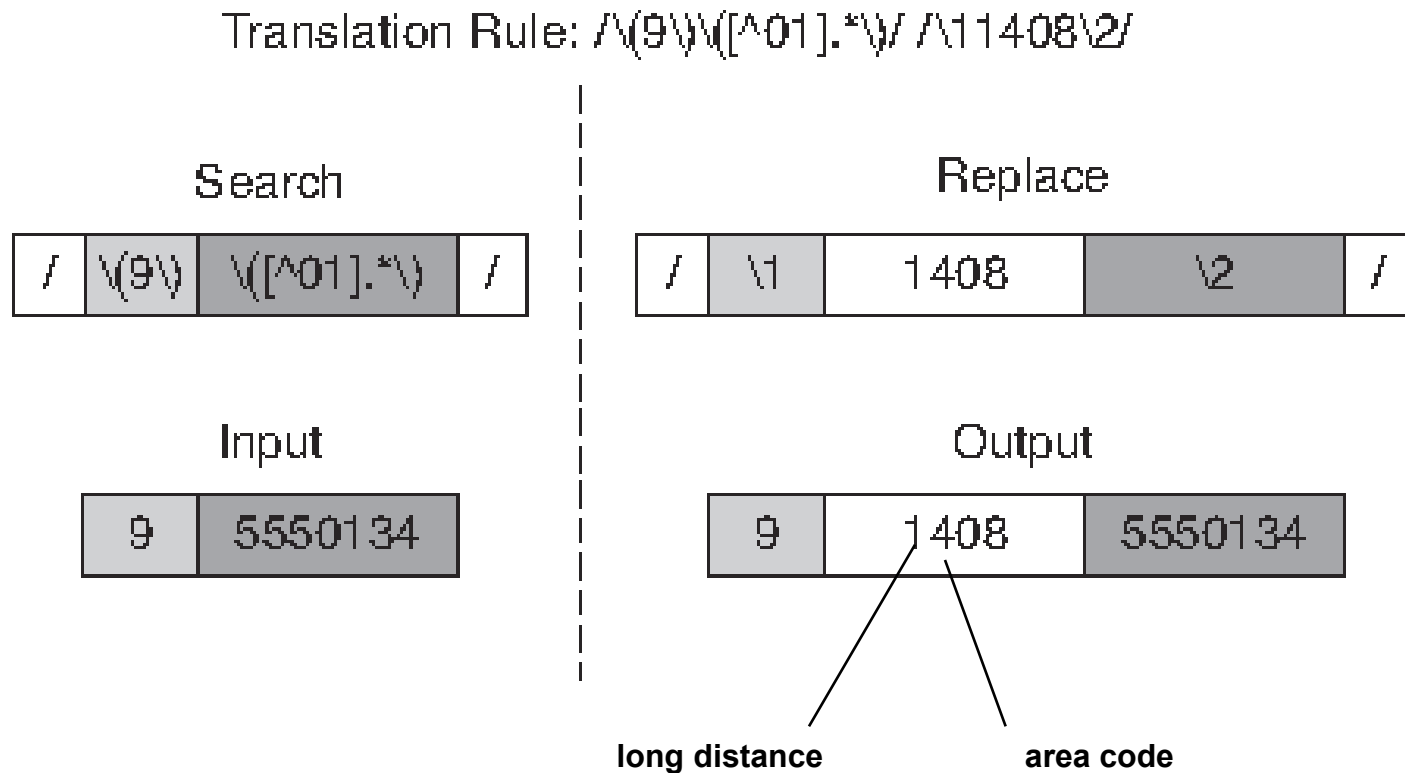 Translation Rule: /\(9\)\([^01].*\)/ /\11408\2/
Search
Replace
/ \(9\) \([^01].*\) /
/ \1 1408 \2 /
Input
Output
9 5550134
9 1408 5550134
long distance
area code